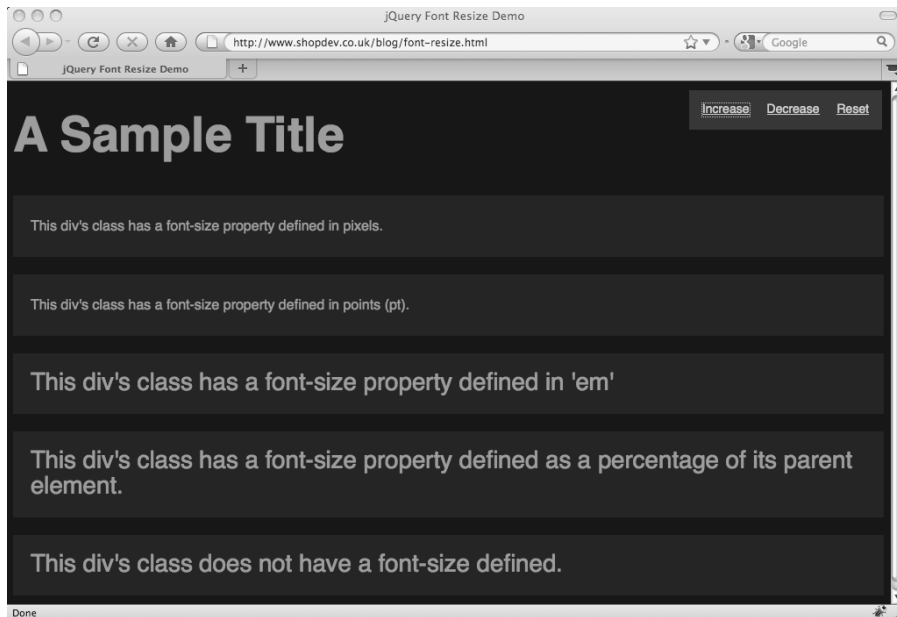 jQuery Font Resize Demo
http://www.shopdev.co.uk/blog/font-resize.html
Google
jQuery Font Resize Demo
+
Increase Decrease Reset
A Sample Title
This div's class has a font-size property defined in pixels.
This div's class has a font-size property defined in points (pt).
This div's class has a font-size property defined in 'em'
This div's class has a font-size property defined as a percentage of its parent
element.
This div's class does not have a font-size defined.
Done